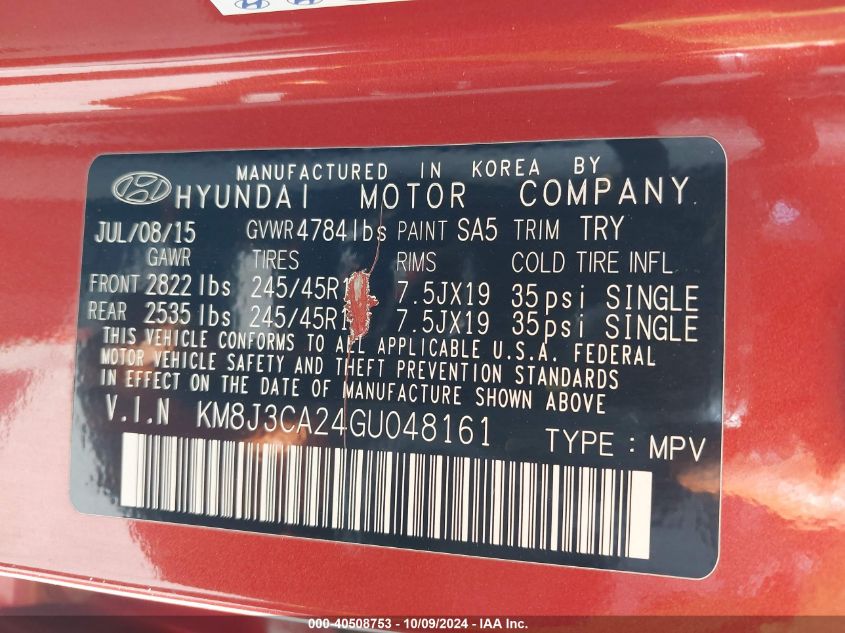 MANUFACTURED IN KOREA BY
HYUNDAI MOTOR COMPANY
JUL/08/15 GVWR 4784 lbs PAINT SA5 TRIM TRY
GAWR TIRES RIMS COLD TIRE INFL
FRONT 2822 lbs 245/45R1 7.5JX19 35psi SINGLE
REAR 2535 lbs 245/45R1 7.5JX19 35psi SINGLE
THIS VEHICLE CONFORMS TO ALL APPLICABLE U.S.A. FEDERAL
MOTOR VEHICLE SAFETY AND THEFT PREVENTION STANDARDS
IN EFFECT ON THE DATE OF MANUFACTURE SHOWN ABOVE
V.I.N KM8J3CA24GU048161 TYPE : MPV
000-40508753 - 10/09/2024 - IAA Inc.